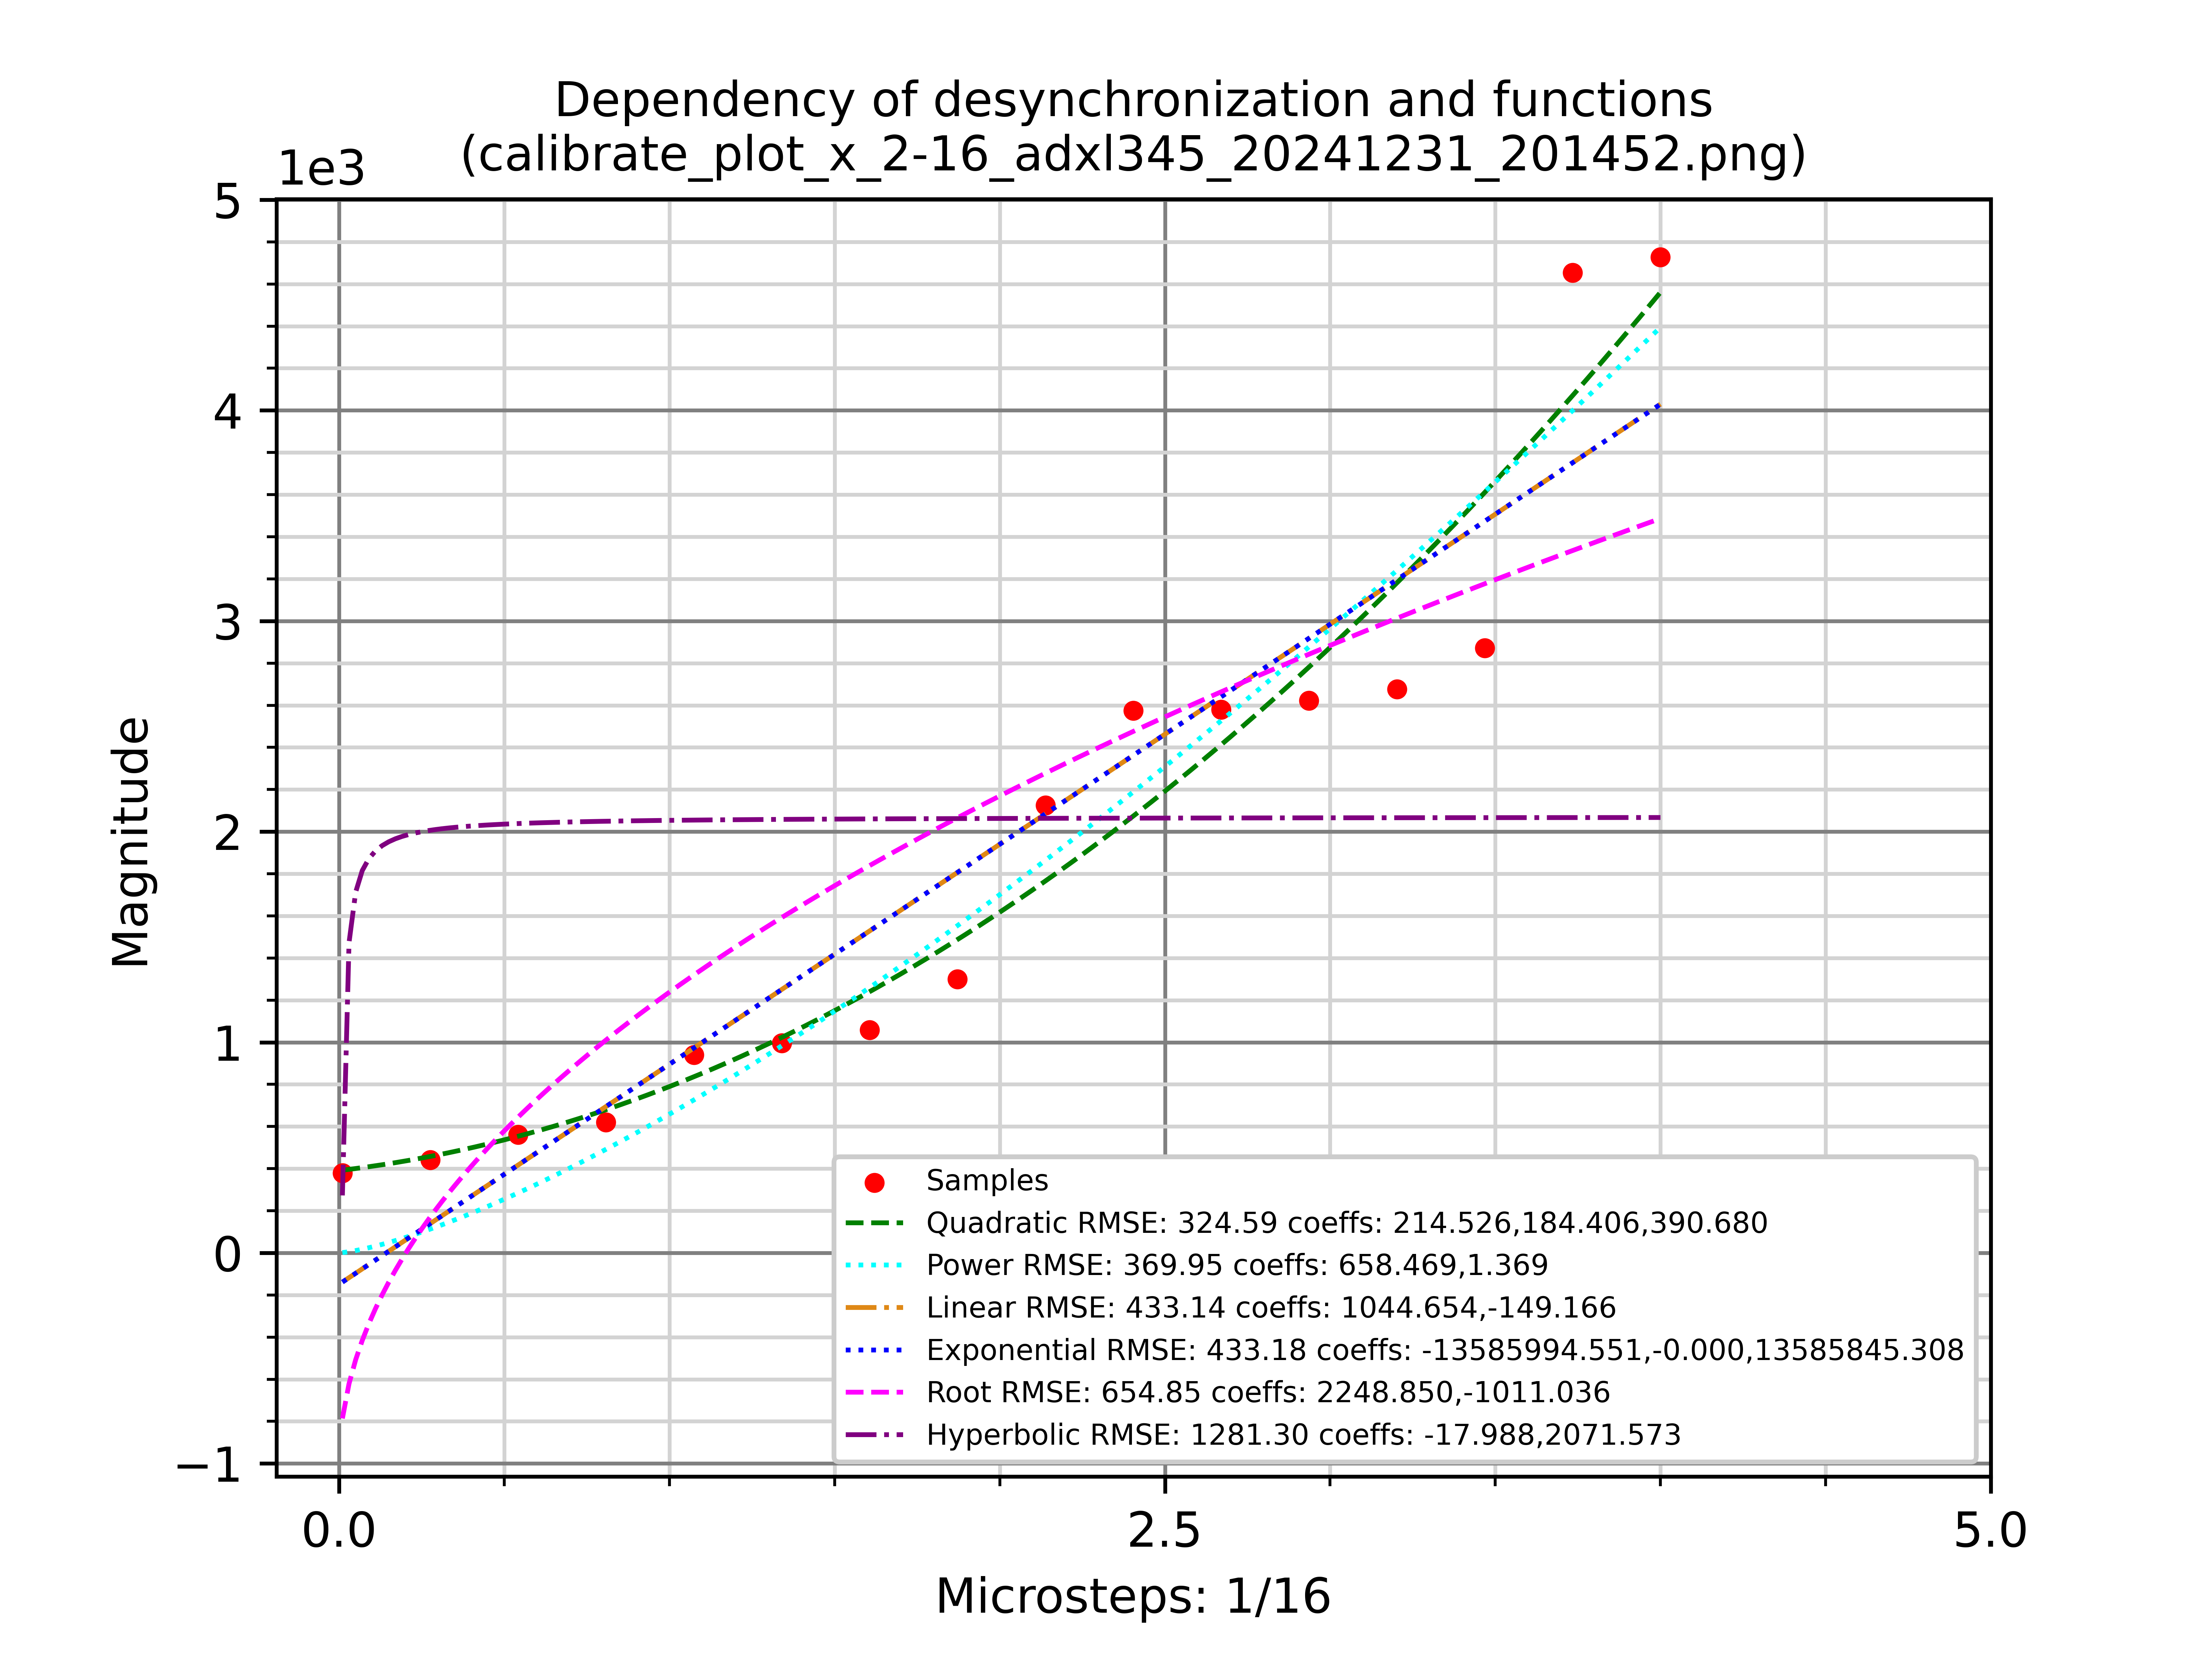 Dependency of desynchronization and functions
(calibrate_plot_x_2-16_adxl345_20241231_201452.png)
1e3
5
4
3
2
1
0
−1
Magnitude
Samples
Quadratic RMSE: 324.59 coeffs: 214.526,184.406,390.680
Power RMSE: 369.95 coeffs: 658.469,1.369
Linear RMSE: 433.14 coeffs: 1044.654,-149.166
Exponential RMSE: 433.18 coeffs: -13585994.551,-0.000,13585845.308
Root RMSE: 654.85 coeffs: 2248.850,-1011.036
Hyperbolic RMSE: 1281.30 coeffs: -17.988,2071.573
0.0 2.5 5.0
Microsteps: 1/16